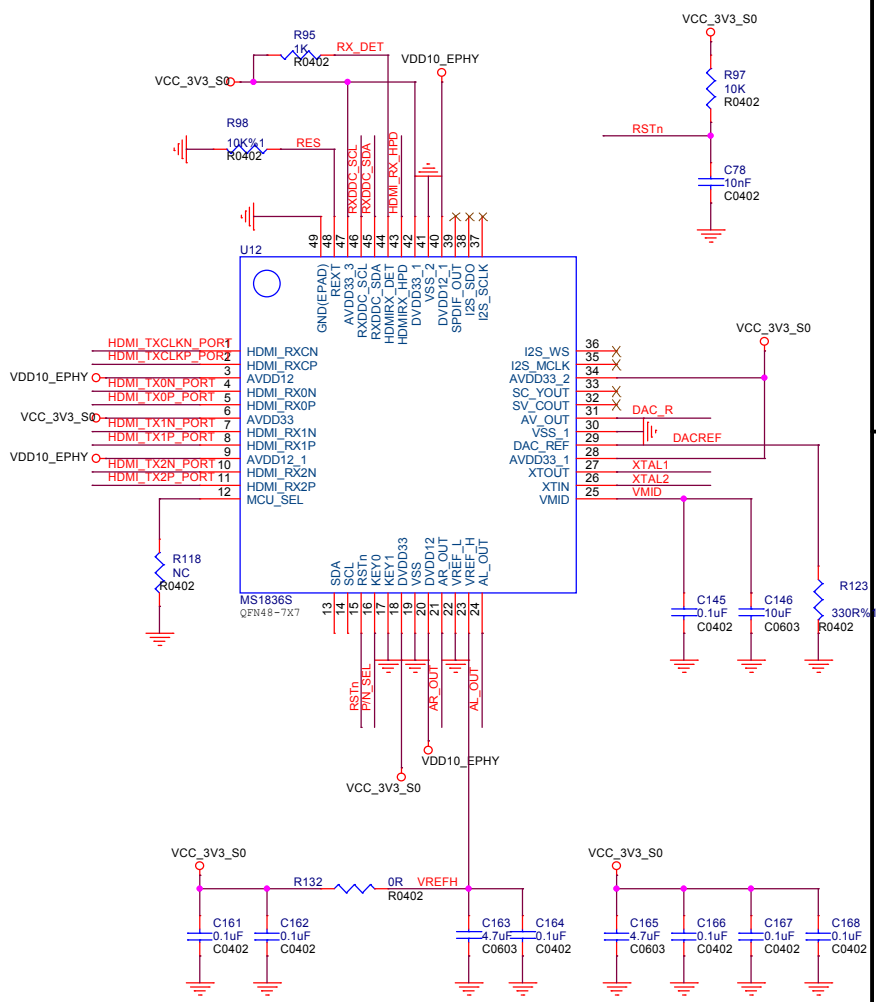 VCC_3V3_S0
R95
1K
R0402
RX_DET
VDD10_EPHY
VCC_3V3_S0
R97
10K
R0402
R98
10K%1
R0402
RES
RSTn
C78
10nF
C0402
RXDDC_SCL
RXDDC_SDA
HDMI_RX_HPD
49
48
47
46
45
44
43
42
41
40
39
38
37
U12
GND(EPAD)
REXT
AVDD33_3
RXDDC_SCL
RXDDC_SDA
HDMIRX_DET
HDMIRX_HPD
DVDD33_1
VSS_2
DVDD12_1
SPDIF_OUT
I2S_SDO
I2S_SCLK
HDMI_TXCLKN_PORT
1
HDMI_RXCN
HDMI_TXCLKP_PORT
2
HDMI_RXCP
VDD10_EPHY
3
AVDD12
HDMI_TX0N_PORT
4
HDMI_RX0N
HDMI_TX0P_PORT
5
HDMI_RX0P
VCC_3V3_S0
6
AVDD33
HDMI_TX1N_PORT
7
HDMI_RX1N
HDMI_TX1P_PORT
8
HDMI_RX1P
VDD10_EPHY
9
AVDD12_1
HDMI_TX2N_PORT
10
HDMI_RX2N
HDMI_TX2P_PORT
11
HDMI_RX2P
12
MCU_SEL
VCC_3V3_S0
I2S_WS
36
I2S_MCLK
35
AVDD33_2
34
SC_YOUT
33
SV_COUT
32
AV_OUT
31
DAC_R
VSS_1
30
DAC_REF
29
DACREF
AVDD33_1
28
XTOUT
27
XTAL1
XTIN
26
XTAL2
VMID
25
VMID
R118
NC
R0402
SDA
SCL
RSTn
KEY0
KEY1
DVDD33
VSS
DVDD12
AR_OUT
VREF_L
VREF_H
AL_OUT
MS1836S
QFN48-7X7
13
14
15
16
17
18
19
20
21
22
23
24
C145
0.1uF
C0402
C146
10uF
C0603
R123
330R%1
R0402
RSTn
P/N_SEL
AR_OUT
AL_OUT
VDD10_EPHY
VCC_3V3_S0
VCC_3V3_S0
R132
0R
R0402
VREFH
VCC_3V3_S0
C161
0.1uF
C0402
C162
0.1uF
C0402
C163
4.7uF
C0603
C164
0.1uF
C0402
C165
4.7uF
C0603
C166
0.1uF
C0402
C167
0.1uF
C0402
C168
0.1uF
C0402